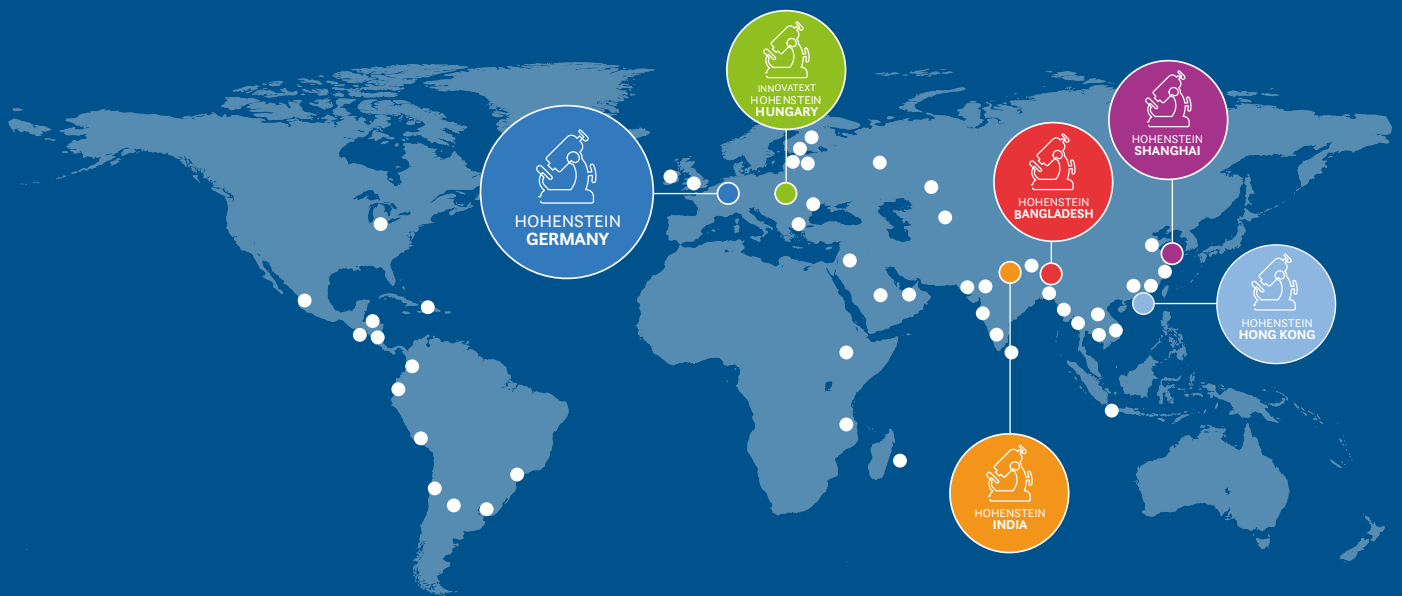 INNOVATEXT
HOHENSTEIN
HUNGARY
HOHENSTEIN
SHANGHAI
HOHENSTEIN
GERMANY
HOHENSTEIN
BANGLADESH
HOHENSTEIN
HONG KONG
HOHENSTEIN
INDIA